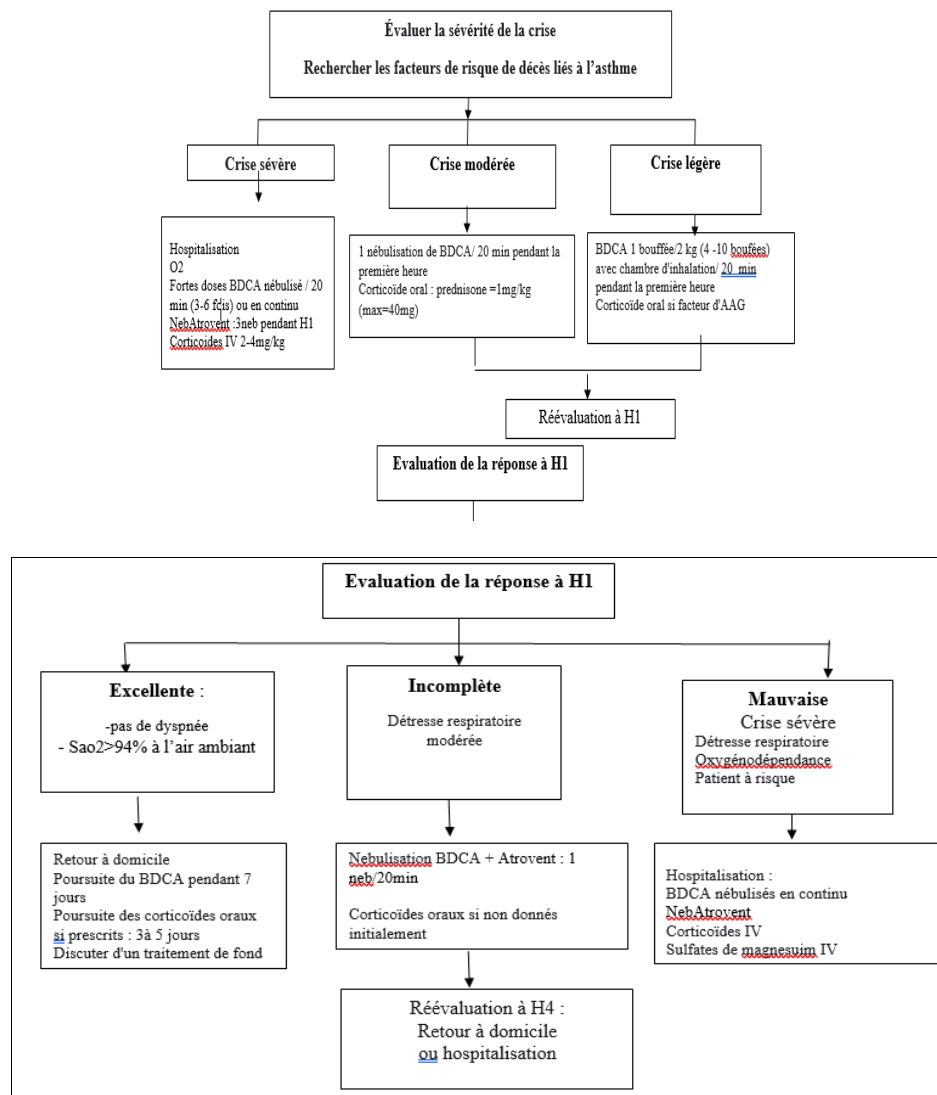 Évaluer la sévérité de la crise
Rechercher les facteurs de risque de décès liés à l’asthme
Crise sévère
Crise modérée
Crise légère
Hospitalisation
O2
Fortes doses BDCA nébulisé / 20
min (3-6 fois) ou en continu
NebAtrovent :3neb pendant H1
Corticoides IV 2-4mg/kg
1 nébulisation de BDCA/ 20 min pendant la
première heure
Corticoïde oral : prednisone =1mg/kg
(max=40mg)
BDCA 1 bouffée/2 kg (4 -10 boufées)
avec chambre d'inhalation/ 20 min
pendant la première heure
Corticoïde oral si facteur d'AAG
Réévaluation à H1
Evaluation de la réponse à H1
Evaluation de la réponse à H1
Excellente :
-pas de dyspnée
- Sao2>94% à l’air ambiant
Incomplète
Détresse respiratoire
modérée
Mauvaise
Crise sévère
Détresse respiratoire
Oxygénodépendance
Patient à risque
Retour à domicile
Poursuite du BDCA pendant 7
jours
Poursuite des corticoïdes oraux
si prescrits : 3à 5 jours
Discuter d'un traitement de fond
Nebulisation BDCA + Atrovent : 1
neb/20min
Corticoïdes oraux si non donnés
initialement
Hospitalisation :
BDCA nébulisés en continu
NebAtrovent
Corticoïdes IV
Sulfates de magnesuim IV
Réévaluation à H4 :
Retour à domicile
ou hospitalisation